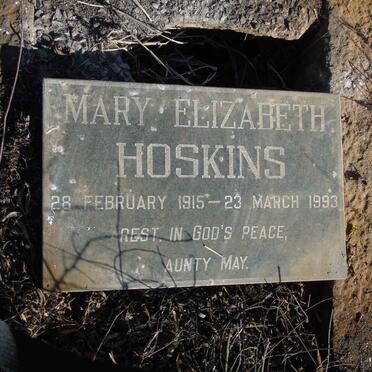 MARY ELIZABETH
HOSKINS
28 FEBRUARY 1915 – 23 MARCH 1993
REST IN GOD'S PEACE,
AUNTY MAY.